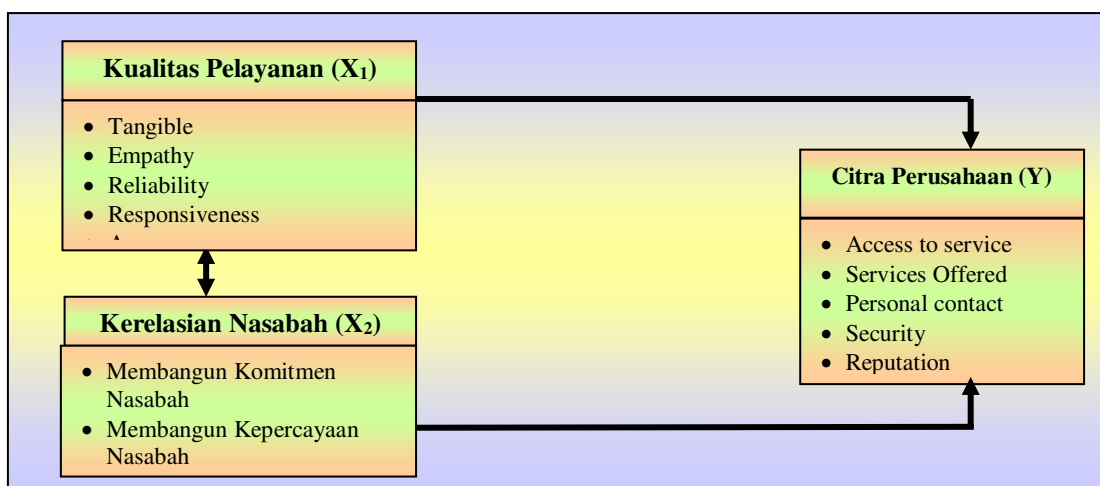 Kualitas Pelayanan (X₁)
• Tangible
• Empathy
• Reliability
• Responsiveness
Kerelasian Nasabah (X₂)
• Membangun Komitmen
Nasabah
• Membangun Kepercayaan
Nasabah
Citra Perusahaan (Y)
• Access to service
• Services Offered
• Personal contact
• Security
• Reputation